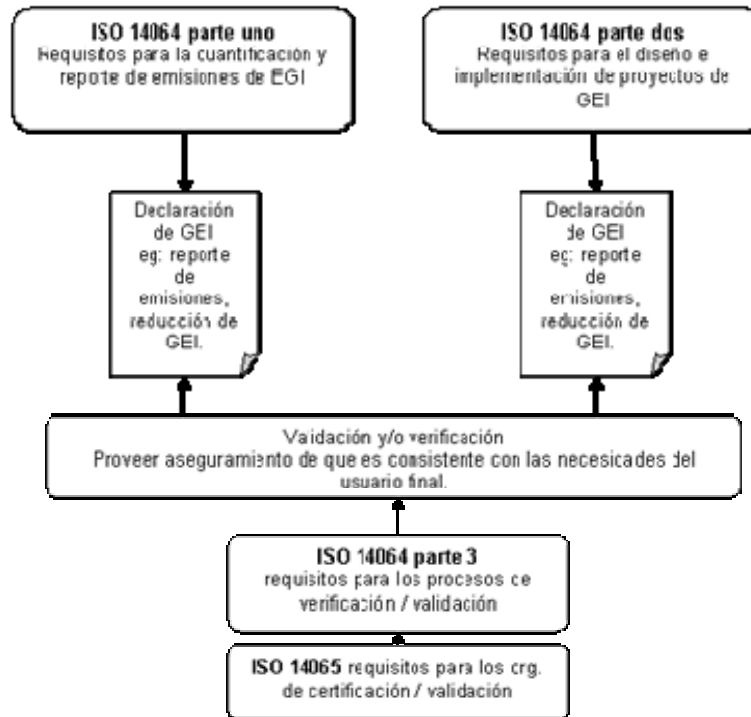 ISO 14064 parte uno
Requisitos para la cuantificación y
reporte de emisiones de EGI
ISO 14064 parte dos
Requisitos para el diseño e
implementación de proyectos de
GEI
Declaración
de GEI
eg: reporte
de
emisiones,
reducción de
GEI.
Declaración
de GEI
eg: reporte
de
emisiones,
reducción de
GEI.
Validación y/o verificación
Proveer aseguramiento de que es consistente con las necesicades del
usuario final.
ISO 14064 parte 3
requisitos para los procesos de
verificación / validación
ISO 14065 requisitos para los org.
de certificación / validación